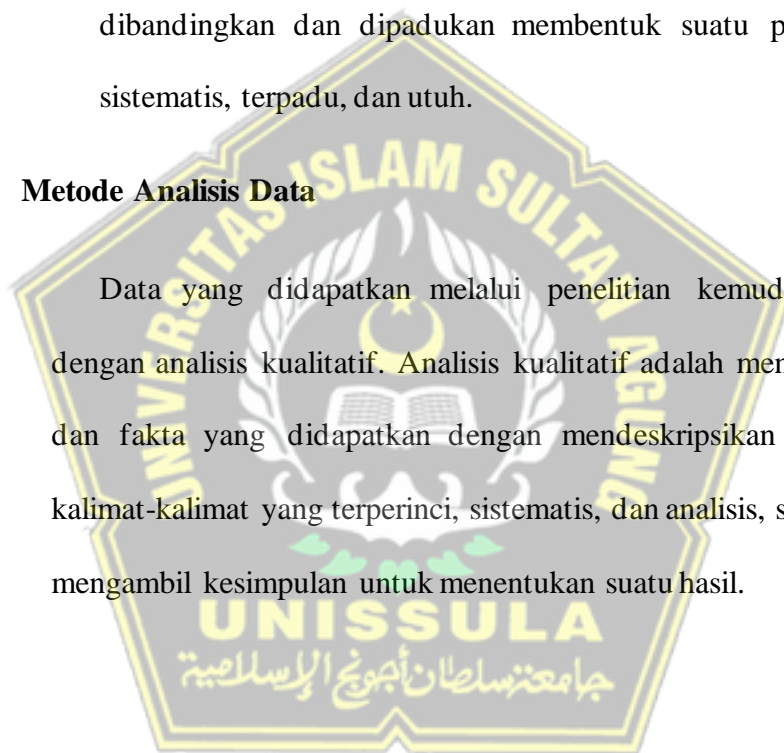 dibandingkan dan dipadukan membentuk suatu p
sistematis, terpadu, dan utuh.
Metode Analisis Data
Data yang didapatkan melalui penelitian kemud
dengan analisis kualitatif. Analisis kualitatif adalah mer
dan fakta yang didapatkan dengan mendeskripsikan
kalimat-kalimat yang terperinci, sistematis, dan analisis, s
mengambil kesimpulan untuk menentukan suatu hasil.
UNIVERSITAS ISLAM SULTAN AGUNG
UNISSULA
جامعة سلطان أجونج الإسلامية